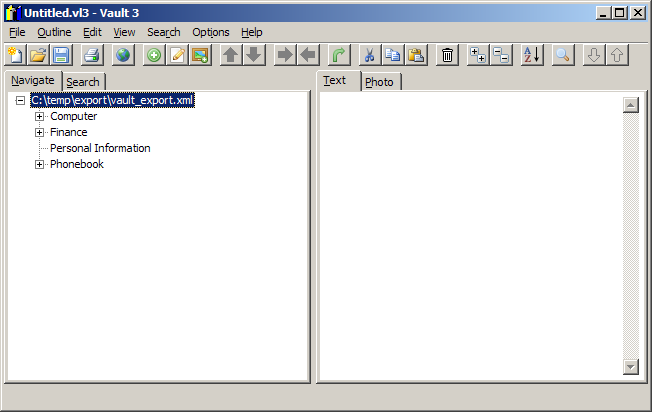 Untitled.vl3 - Vault 3
File Outline Edit View Search Options Help
A Z
Navigate Search
Text Photo
C:\temp\export\vault_export.xml
Computer
Finance
Personal Information
Phonebook